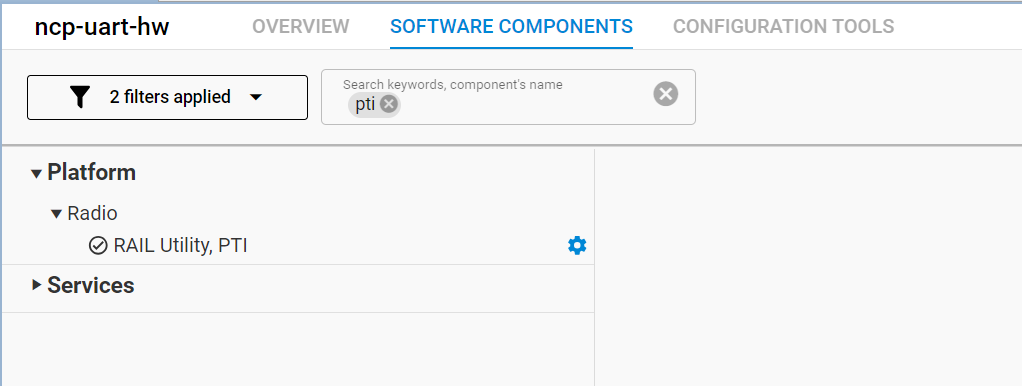 ncp-uart-hw OVERVIEW SOFTWARE COMPONENTS CONFIGURATION TOOLS
2 filters applied
Search keywords, component's name
pti
Platform
Radio
RAIL Utility, PTI
Services